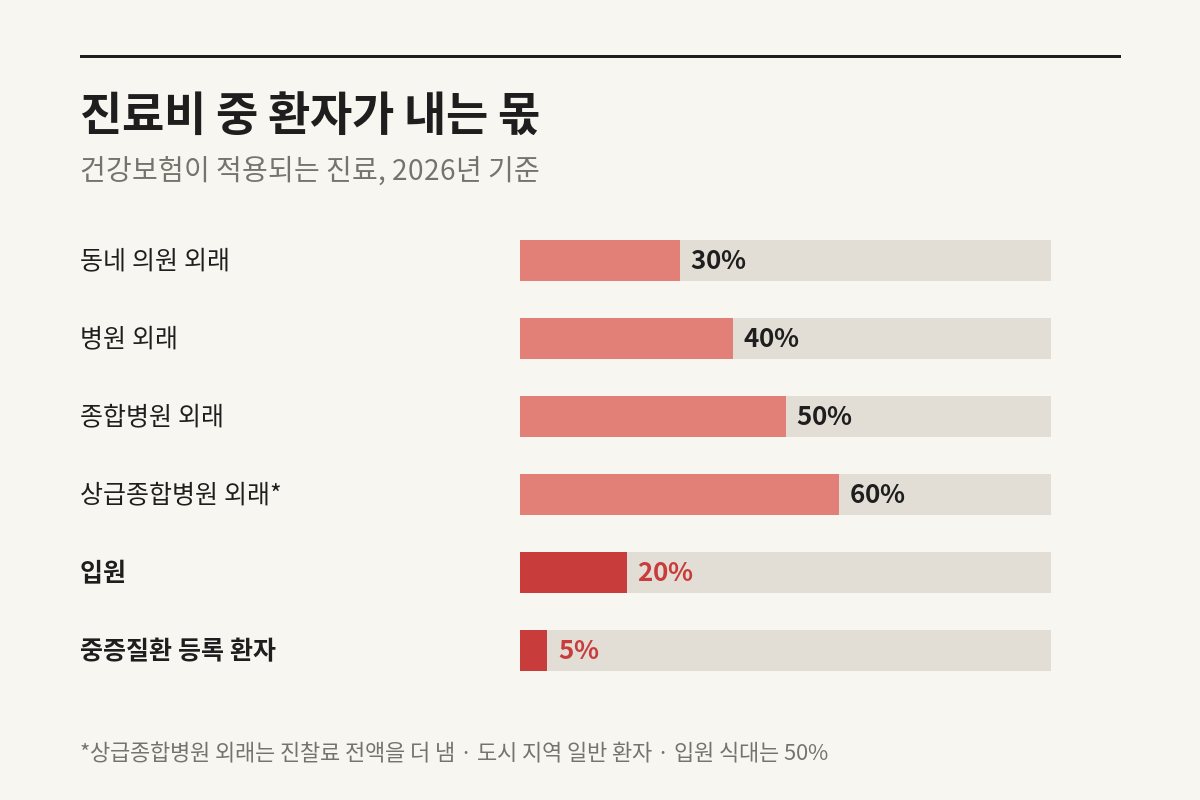 진료비 중 환자가 내는 몫
건강보험이 적용되는 진료, 2026년 기준
동네 의원 외래 30%
병원 외래 40%
종합병원 외래 50%
상급종합병원 외래* 60%
입원 20%
중증질환 등록 환자 5%
*상급종합병원 외래는 진찰료 전액을 더 냄 · 도시 지역 일반 환자 · 입원 식대는 50%